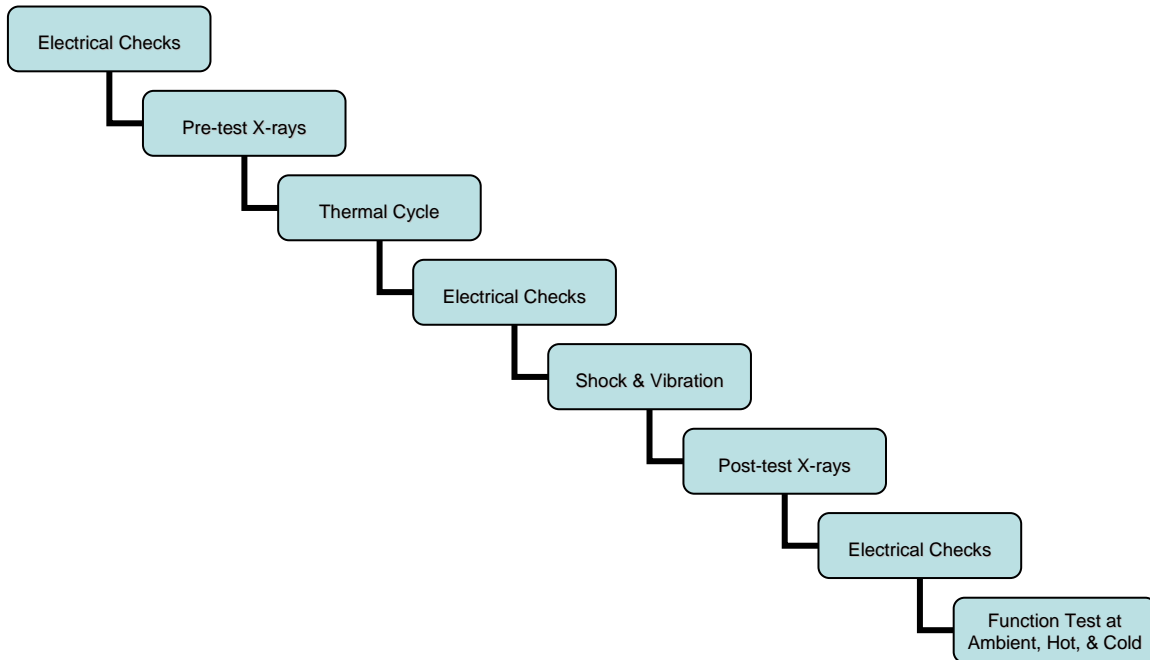 Electrical Checks
Pre-test X-rays
Thermal Cycle
Electrical Checks
Shock & Vibration
Post-test X-rays
Electrical Checks
Function Test at
Ambient, Hot, & Cold